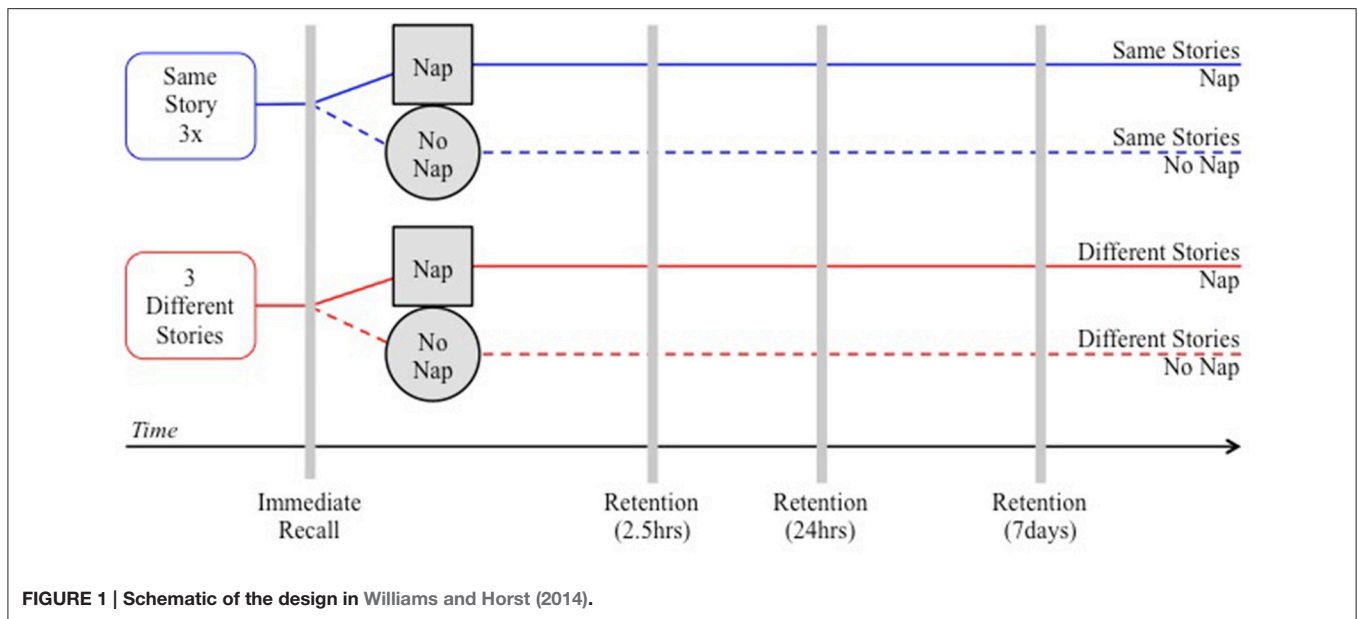 Same
Story
3x
Nap
No
Nap
Same Stories
Nap
Same Stories
No Nap
3
Different
Stories
Nap
No
Nap
Different Stories
Nap
Different Stories
No Nap
Time
Immediate
Recall
Retention
(2.5hrs)
Retention
(24hrs)
Retention
(7days)
FIGURE 1 | Schematic of the design in Williams and Horst (2014).